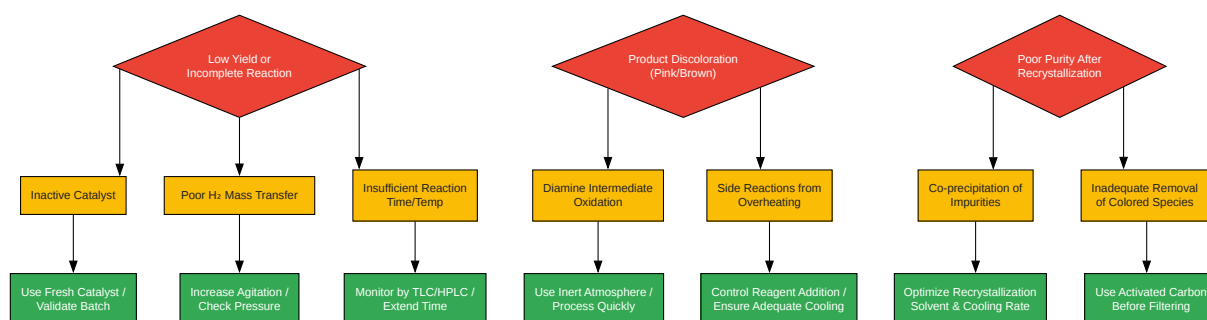 Low Yield or
Incomplete Reaction
Product Discoloration
(Pink/Brown)
Poor Purity After
Recrystallization
Inactive Catalyst
Poor H₂ Mass Transfer
Insufficient Reaction
Time/Temp
Diamine Intermediate
Oxidation
Side Reactions from
Overheating
Co-precipitation of
Impurities
Inadequate Removal
of Colored Species
Use Fresh Catalyst /
Validate Batch
Increase Agitation /
Check Pressure
Monitor by TLC/HPLC /
Extend Time
Use Inert Atmosphere /
Process Quickly
Control Reagent Addition /
Ensure Adequate Cooling
Optimize Recrystallization
Solvent & Cooling Rate
Use Activated Carbon
Before Filtering